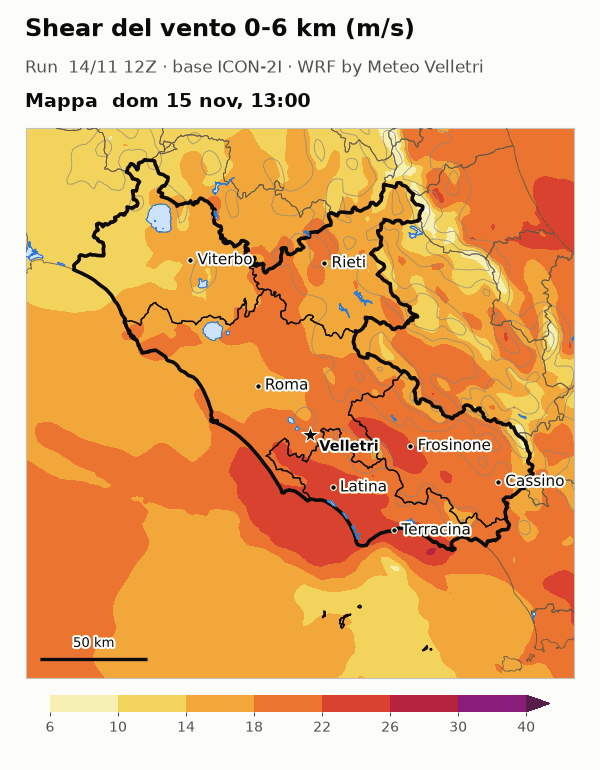 Shear del vento 0-6 km (m/s)
Run  14/11 12Z · base ICON-2I · WRF by Meteo Velletri
Mappa  dom 15 nov, 13:00
Viterbo
Rieti
Roma
Velletri
Frosinone
Latina
Cassino
Terracina
50 km
6 10 14 18 22 26 30 40